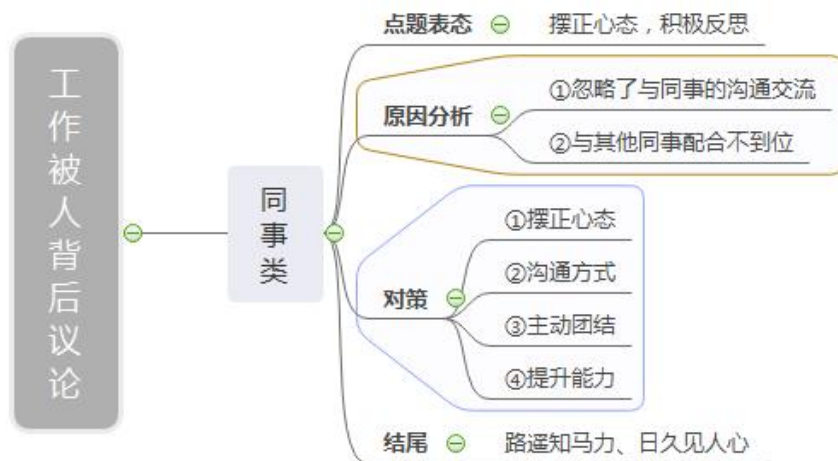 工作被人背后议论
同事类
点题表态
摆正心态，积极反思
原因分析
①忽略了与同事的沟通交流
②与其他同事配合不到位
对策
①摆正心态
②沟通方式
③主动团结
④提升能力
结尾
路遥知马力、日久见人心